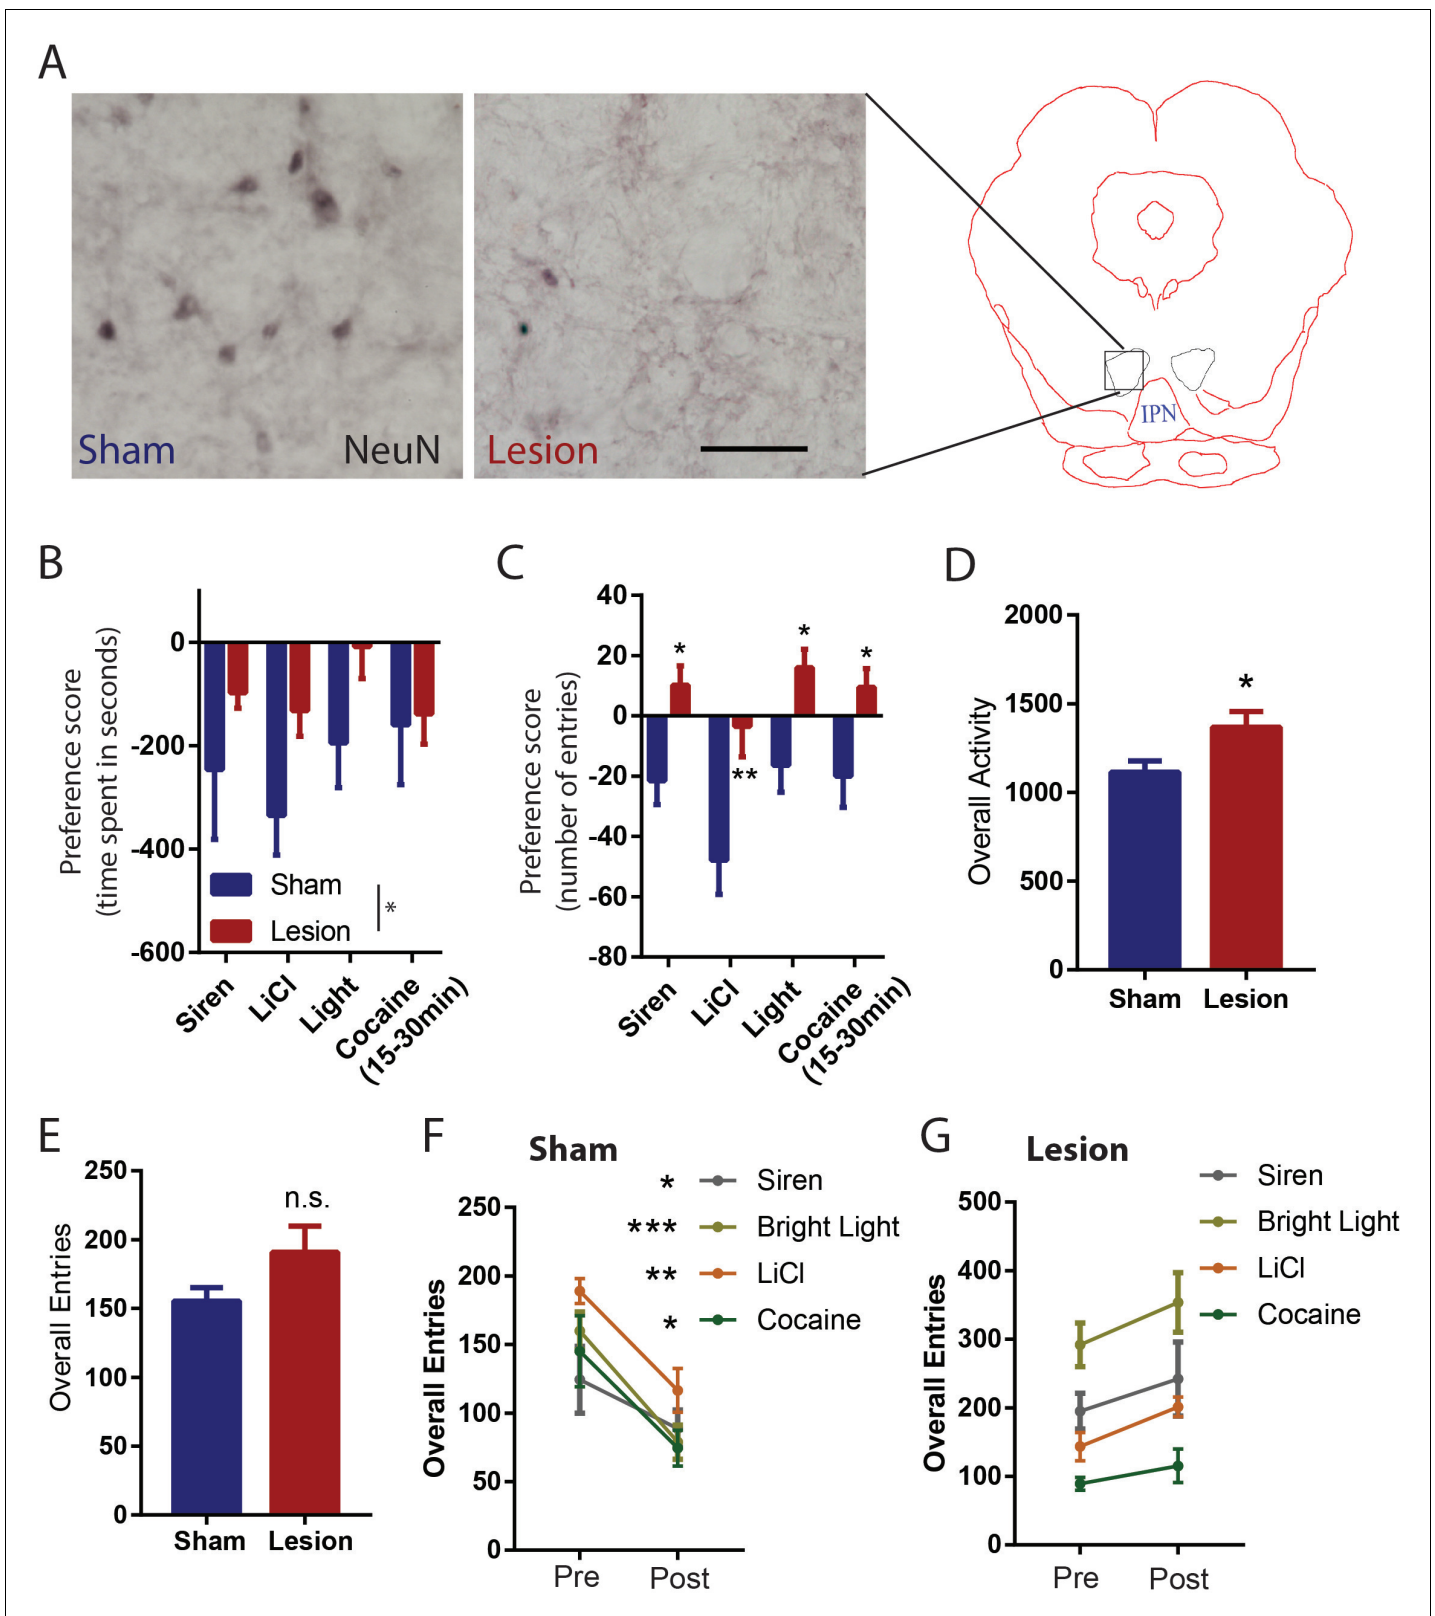 A
Sham
NeuN
Lesion
IPN
B
Preference score
(time spent in seconds)
0
-200
-400
-600
Sham
Lesion
*
Siren
LiCl
Light
Cocaine
(15-30min)
C
Preference score
(number of entries)
40
20
0
-20
-40
-60
-80
*
**
*
*
Siren
LiCl
Light
Cocaine
(15-30min)
D
Overall Activity
2000
1500
1000
500
0
*
Sham
Lesion
E
Overall Entries
250
200
150
100
50
0
n.s.
Sham
Lesion
F
Sham
Overall Entries
250
200
150
100
50
0
* Siren
*** Bright Light
** LiCl
* Cocaine
Pre
Post
G
Lesion
Overall Entries
500
400
300
200
100
0
Siren
Bright Light
LiCl
Cocaine
Pre
Post